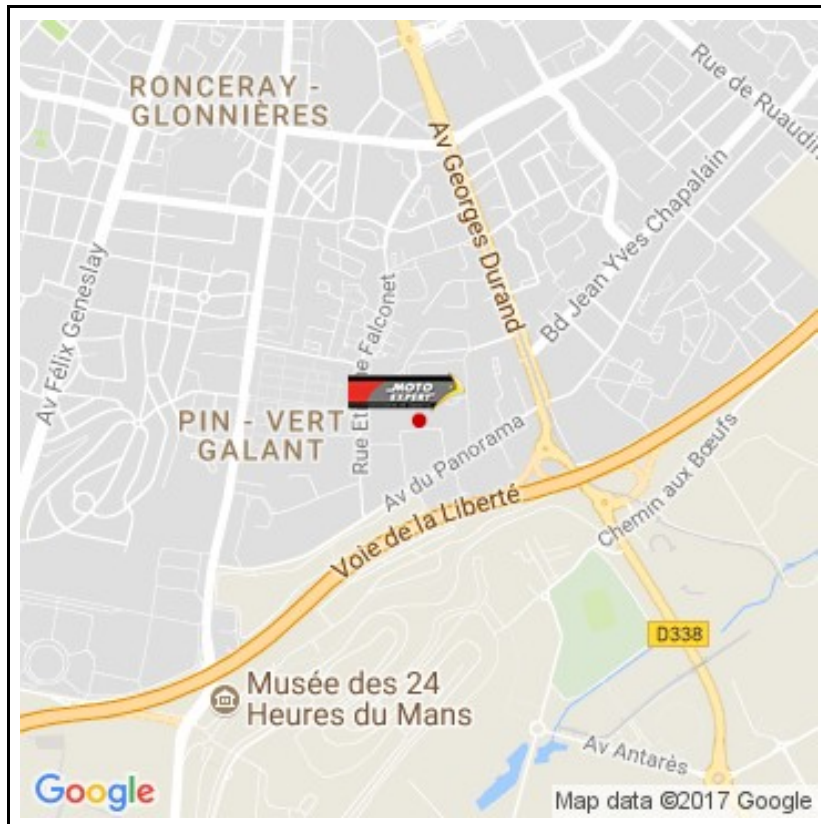 RONCERAY -
GLONNIÈRES
Rue de Ruaudin
Av Georges Durand
Bd Jean Yves Chapalain
Av Félix Geneslay
Rue Et
e Falconet
MOTO
EXPERT
PIN - VERT
GALANT
Av du Panorama
Voie de la Liberté
Chemin aux Bœufs
D338
Musée des 24
Heures du Mans
Av Antarès
Google
Map data ©2017 Google